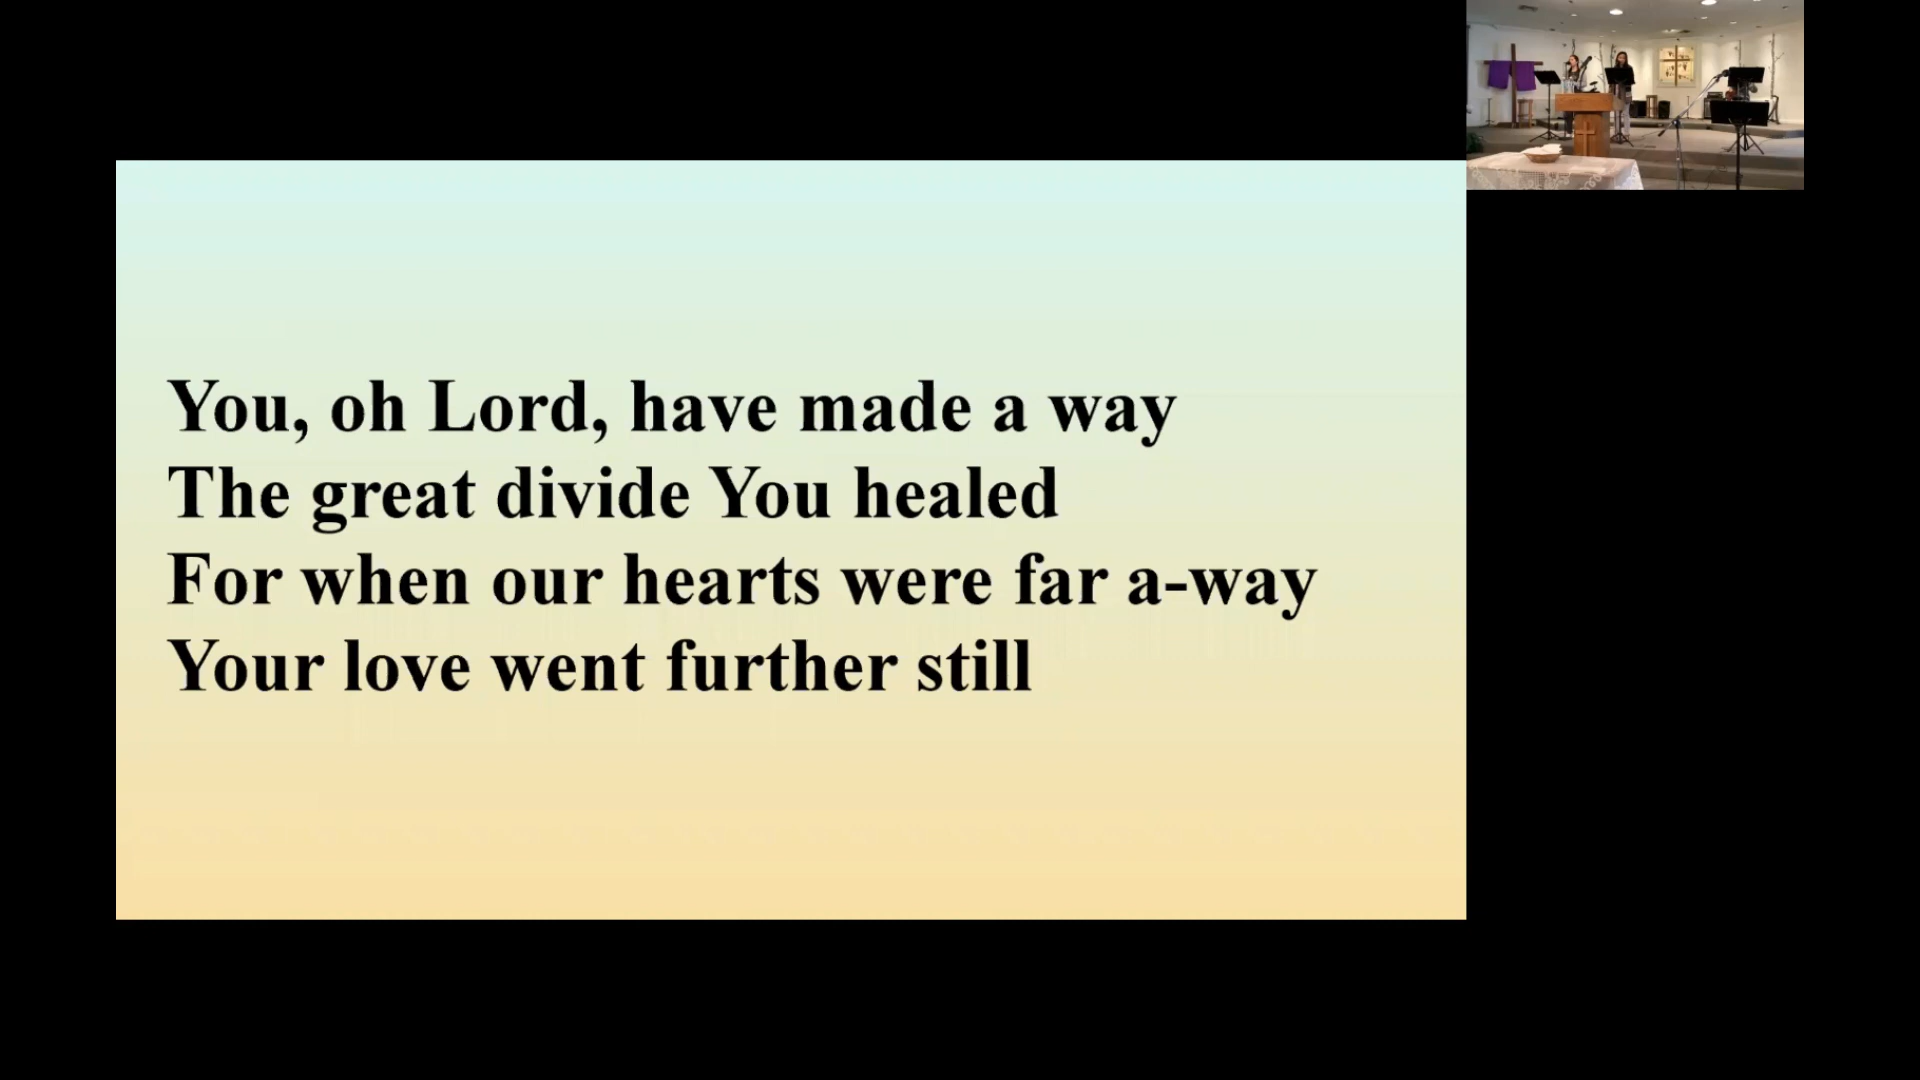 You, oh Lord, have made a way
The great divide You healed
For when our hearts were far a-way
Your love went further still